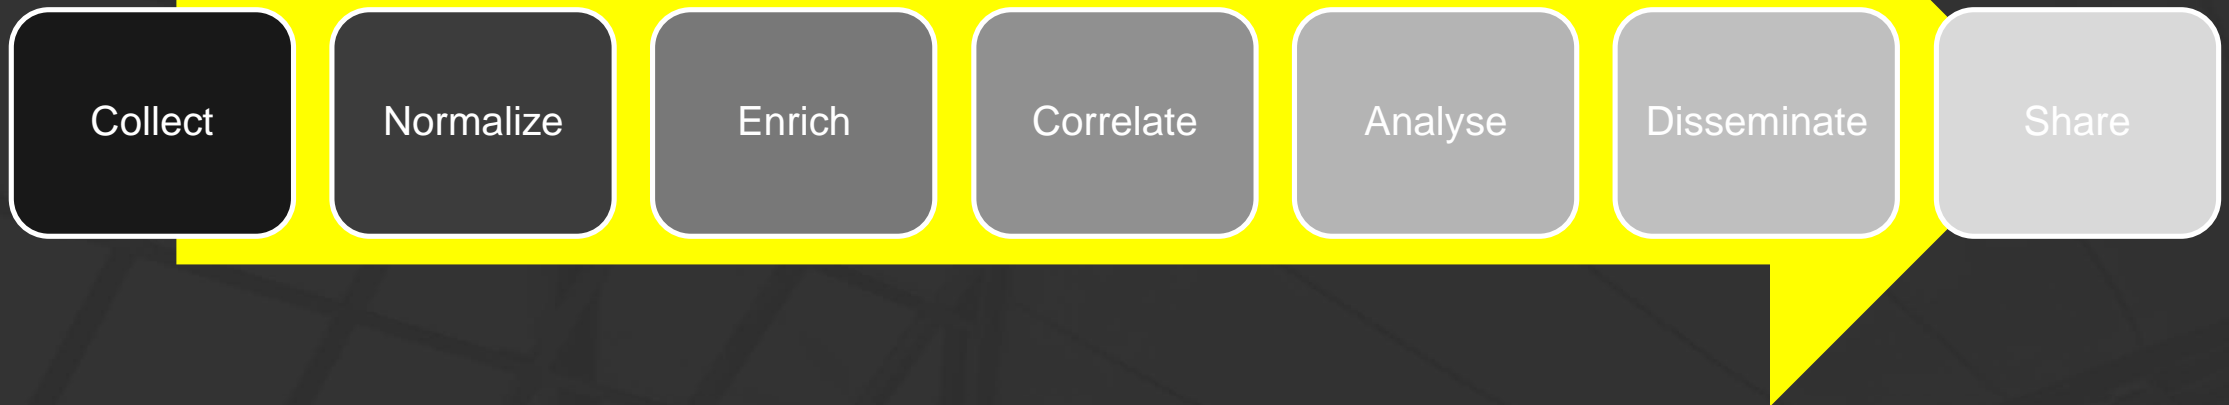 Collect
Normalize
Enrich
Correlate
Analyse
Disseminate
Share